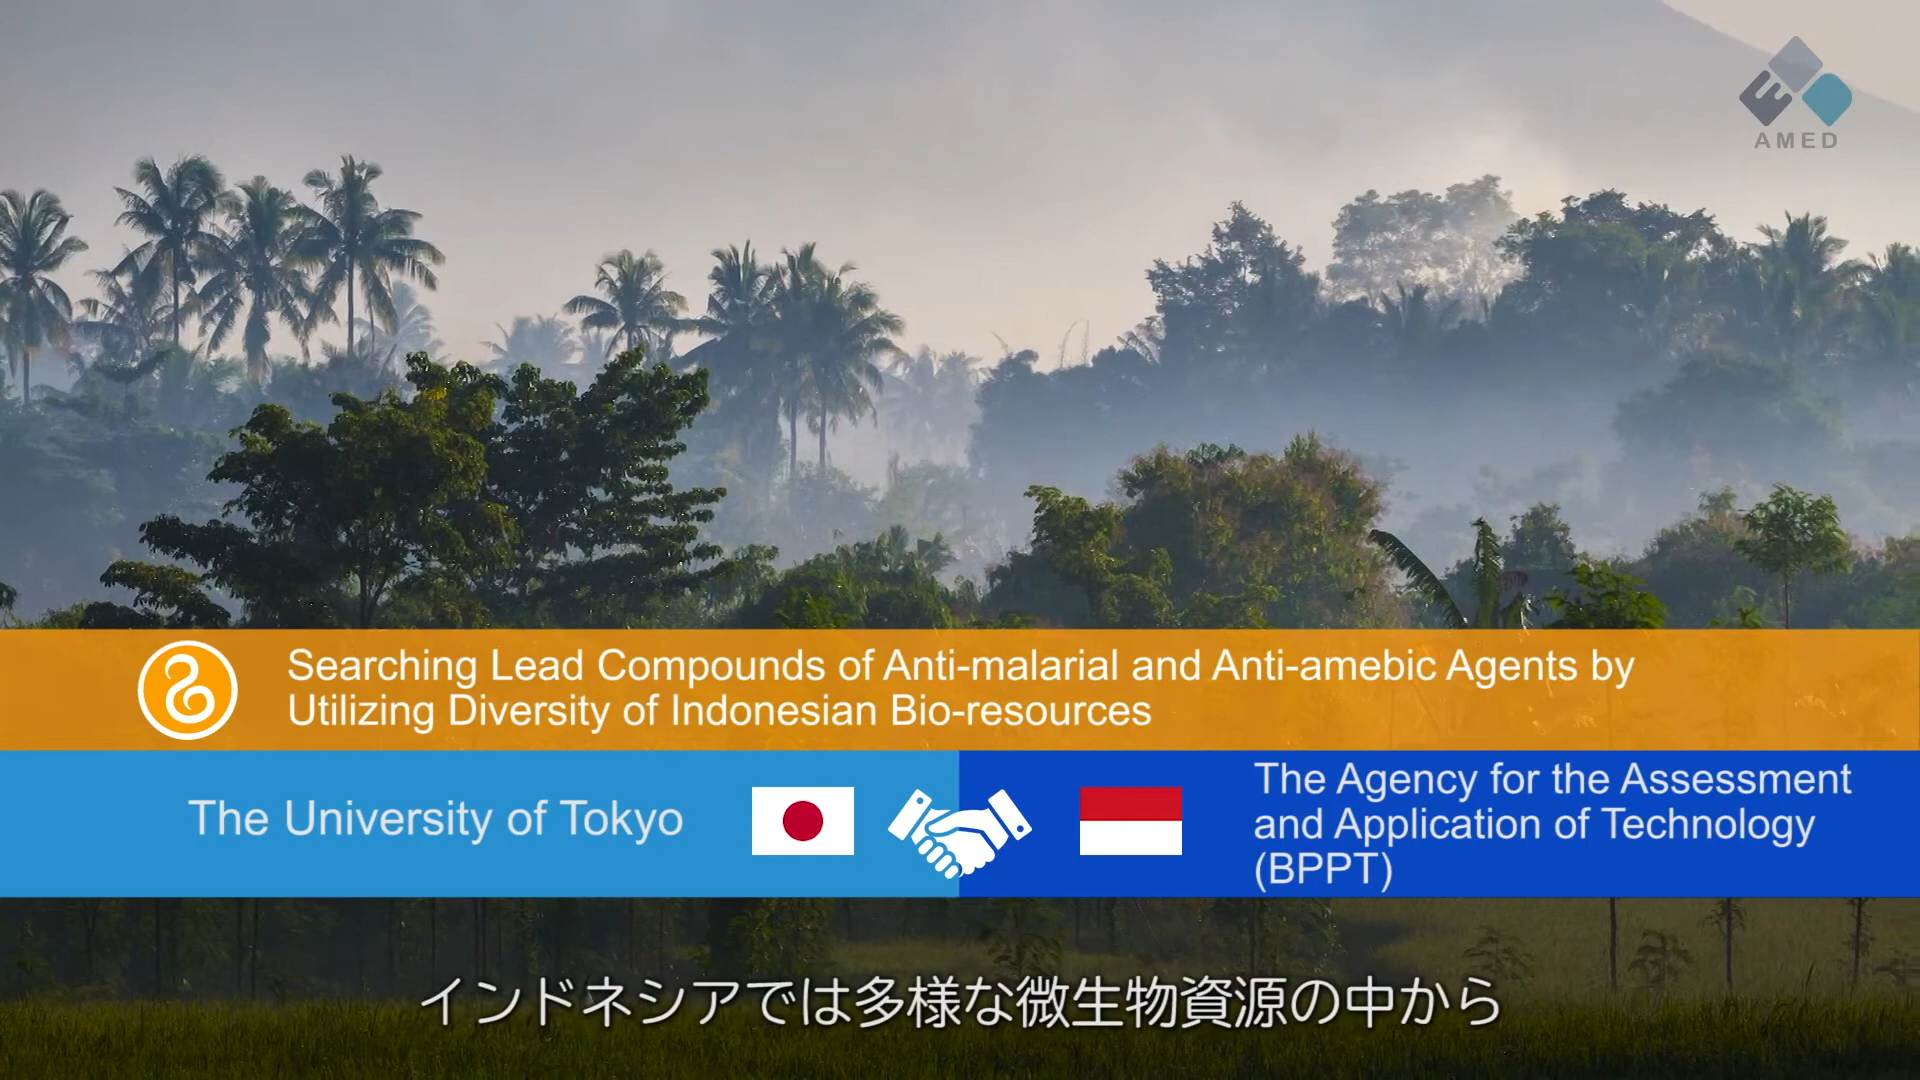 AMED
Searching Lead Compounds of Anti-malarial and Anti-amebic Agents by
Utilizing Diversity of Indonesian Bio-resources
The University of Tokyo
The Agency for the Assessment
and Application of Technology
(BPPT)
インドネシアでは多様な微生物資源の中から